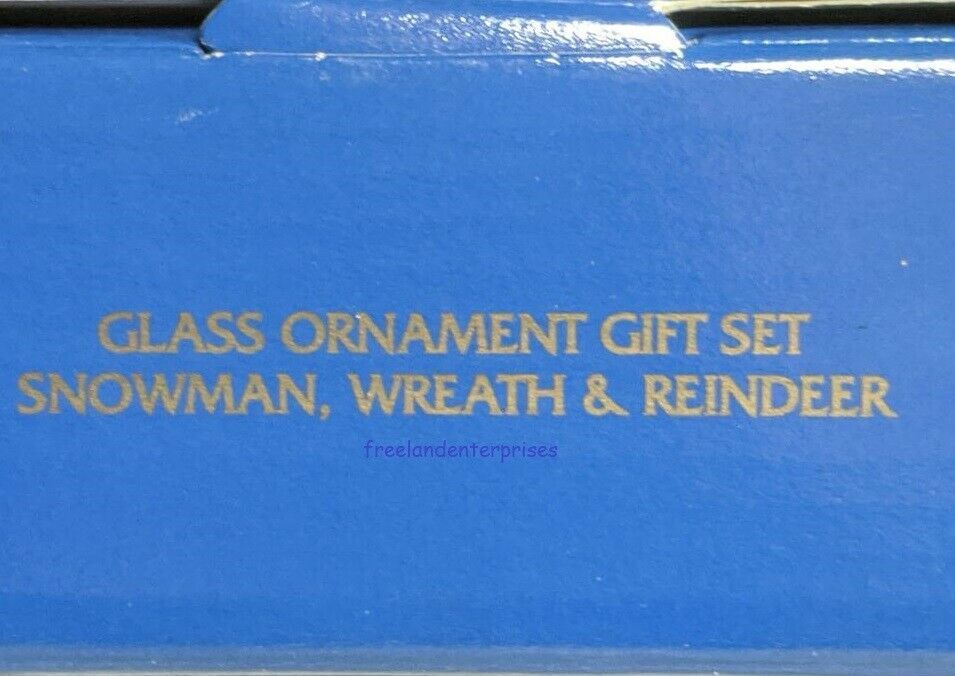 GLASS ORNAMENT GIFT SET
SNOWMAN, WREATH & REINDEER
freelandenterprises